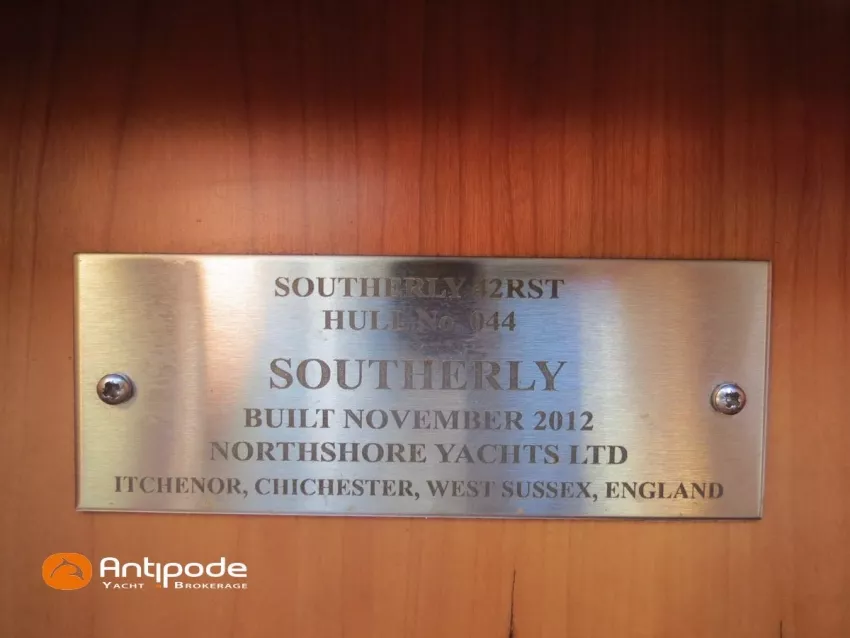 SOUTHERLY 42RST
HULL No. 044
SOUTHERLY
BUILT NOVEMBER 2012
NORTHSHORE YACHTS LTD
ITCHENOR, CHICHESTER, WEST SUSSEX, ENGLAND
Antipode
YACHT BROKERAGE